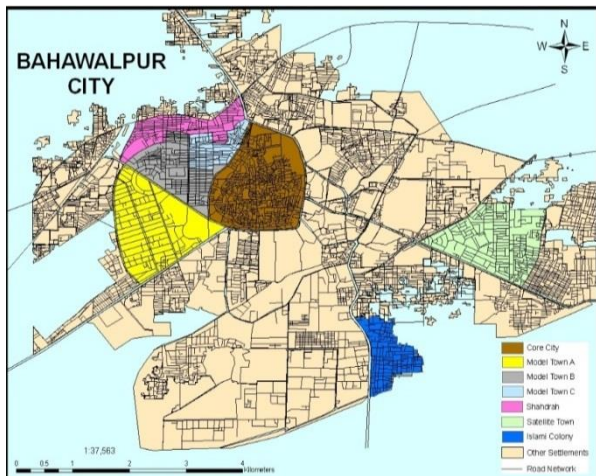 BAHAWALPUR
CITY
N
W E
S
Core City
Model Town A
Model Town B
Model Town C
Shahdrah
Satellite Town
Islami Colony
Other Settlements
Road Network
1:37,563
0 0.5 1 2 3 4
Kilometers